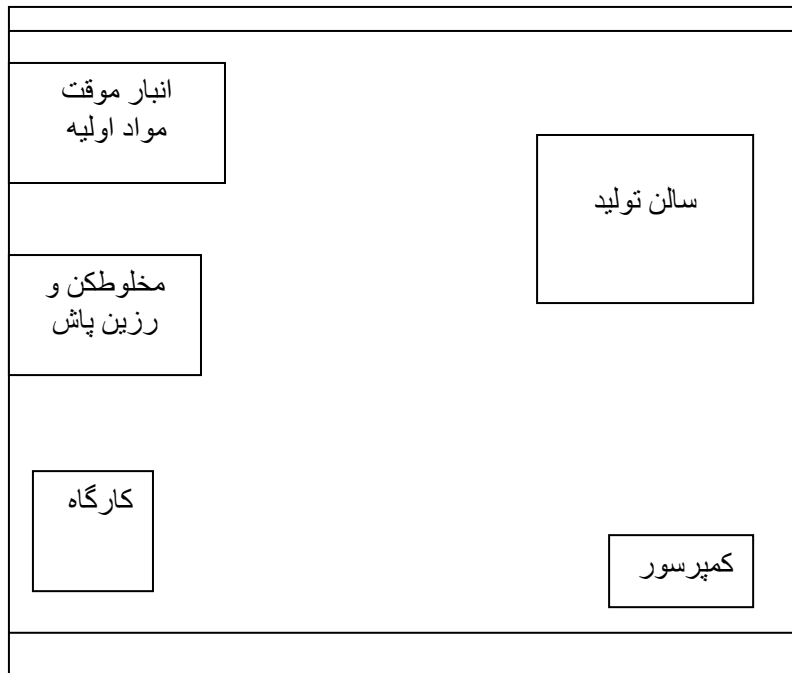 انبار موقت
مواد اولیه
سالن تولید
مخلوطکن و
رزین پاش
کارگاه
کمپرسور